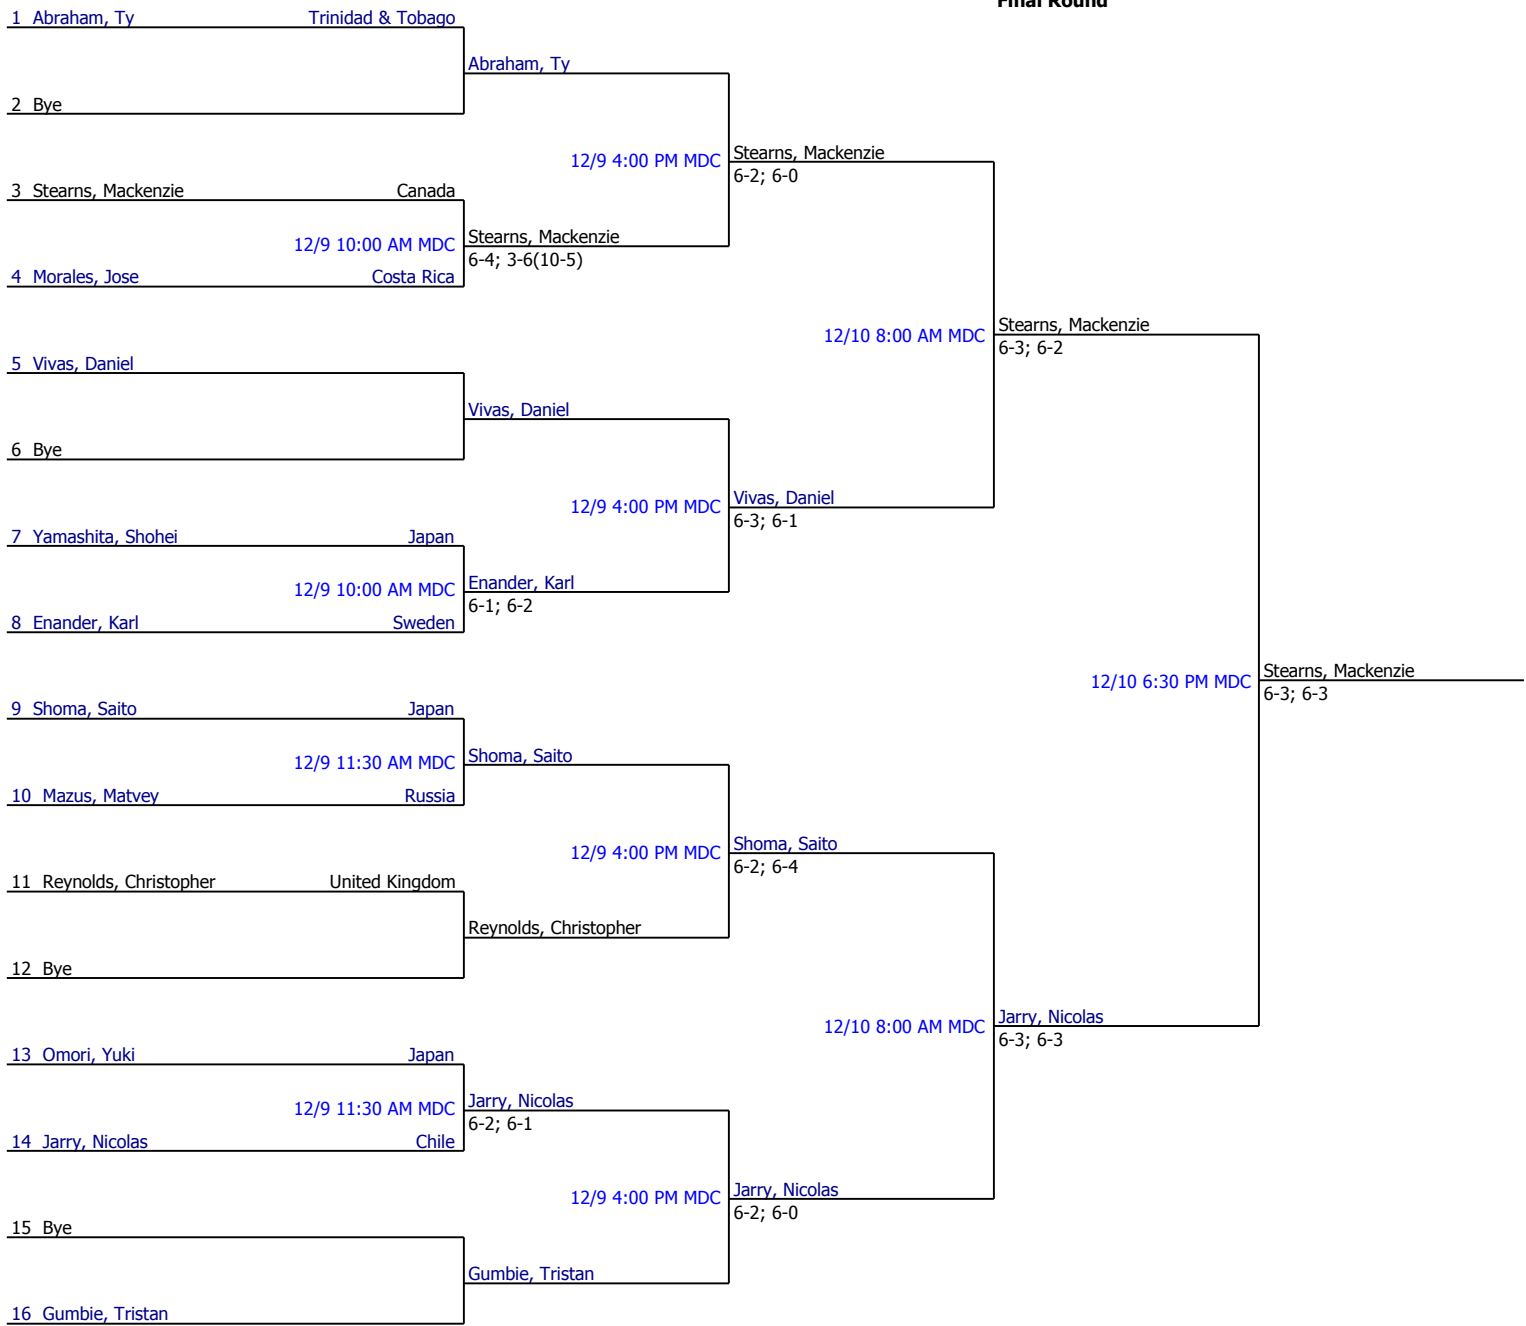 Final Round
1 Abraham, Ty Trinidad & Tobago
Abraham, Ty
2 Bye
12/9 4:00 PM MDC Stearns, Mackenzie
6-2; 6-0
3 Stearns, Mackenzie Canada
12/9 10:00 AM MDC Stearns, Mackenzie
6-4; 3-6(10-5)
4 Morales, Jose Costa Rica
12/10 8:00 AM MDC Stearns, Mackenzie
6-3; 6-2
5 Vivas, Daniel
Vivas, Daniel
6 Bye
12/9 4:00 PM MDC Vivas, Daniel
6-3; 6-1
7 Yamashita, Shohei Japan
12/9 10:00 AM MDC Enander, Karl
6-1; 6-2
8 Enander, Karl Sweden
12/10 6:30 PM MDC Stearns, Mackenzie
6-3; 6-3
9 Shoma, Saito Japan
12/9 11:30 AM MDC Shoma, Saito
10 Mazus, Matvey Russia
12/9 4:00 PM MDC Shoma, Saito
6-2; 6-4
11 Reynolds, Christopher United Kingdom
Reynolds, Christopher
12 Bye
12/10 8:00 AM MDC Jarry, Nicolas
6-3; 6-3
13 Omori, Yuki Japan
12/9 11:30 AM MDC Jarry, Nicolas
6-2; 6-1
14 Jarry, Nicolas Chile
12/9 4:00 PM MDC Jarry, Nicolas
6-2; 6-0
15 Bye
Gumbie, Tristan
16 Gumbie, Tristan